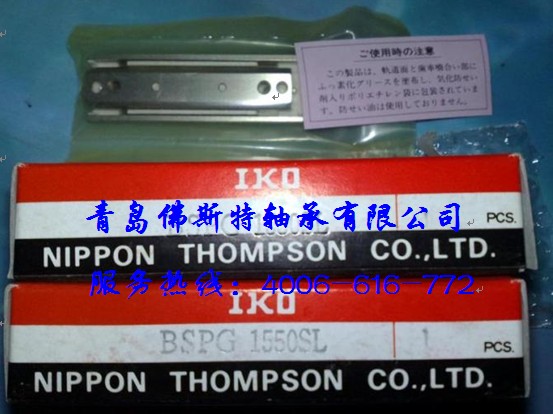 ご使用時の注意
この製品は、軌道面と歯車噛合い部に
ふっ素化グリースを塗布し、気化防せい
剤入りポリエチレン袋に包装されていま
す。防せい油は使用しておりません。
IKO
青岛佛斯特轴承有限公司
PCS.
NIPPON THOMPSON CO.,LTD.
服务热线：4006-616-772
IKO
BSPG 1550SL 1 PCS.
NIPPON THOMPSON CO.,LTD.